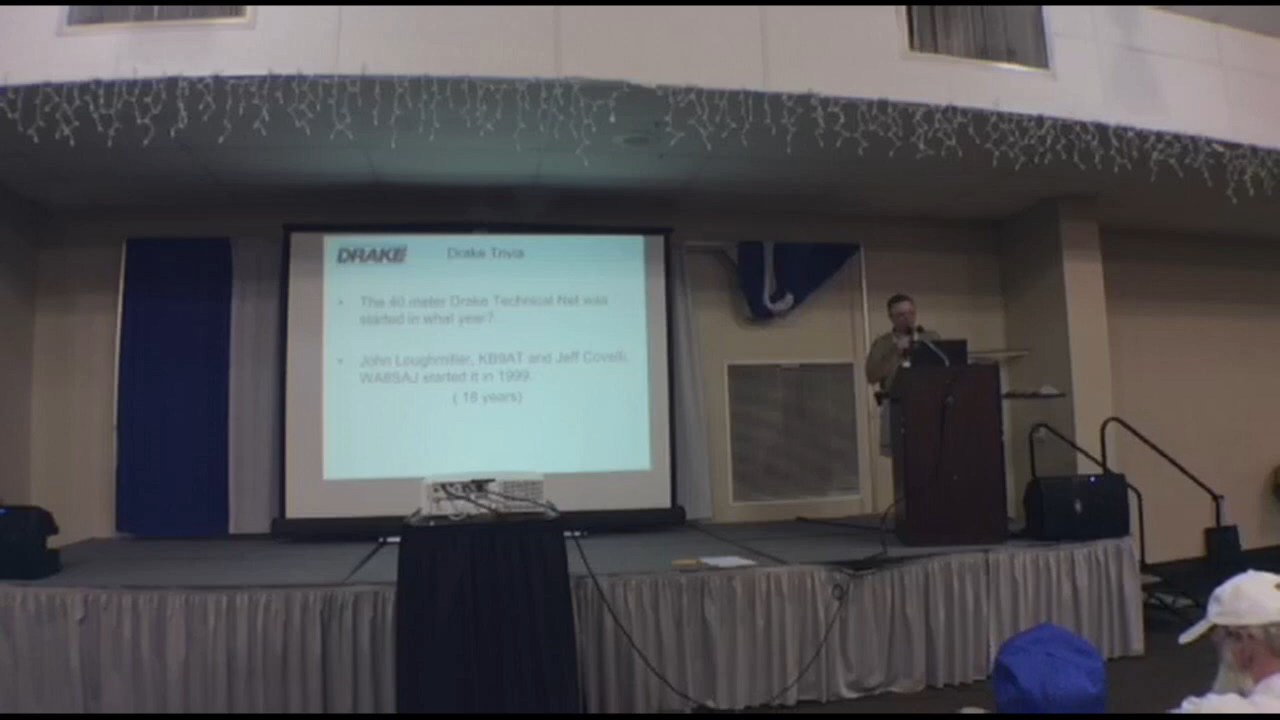 DRAKE Drake Trivia
• The 40 meter Drake Technical Net was
started in what year?
• John Loughmiller, KB9AT and Jeff Covelli,
WA8SAJ started it in 1999.
( 18 years)